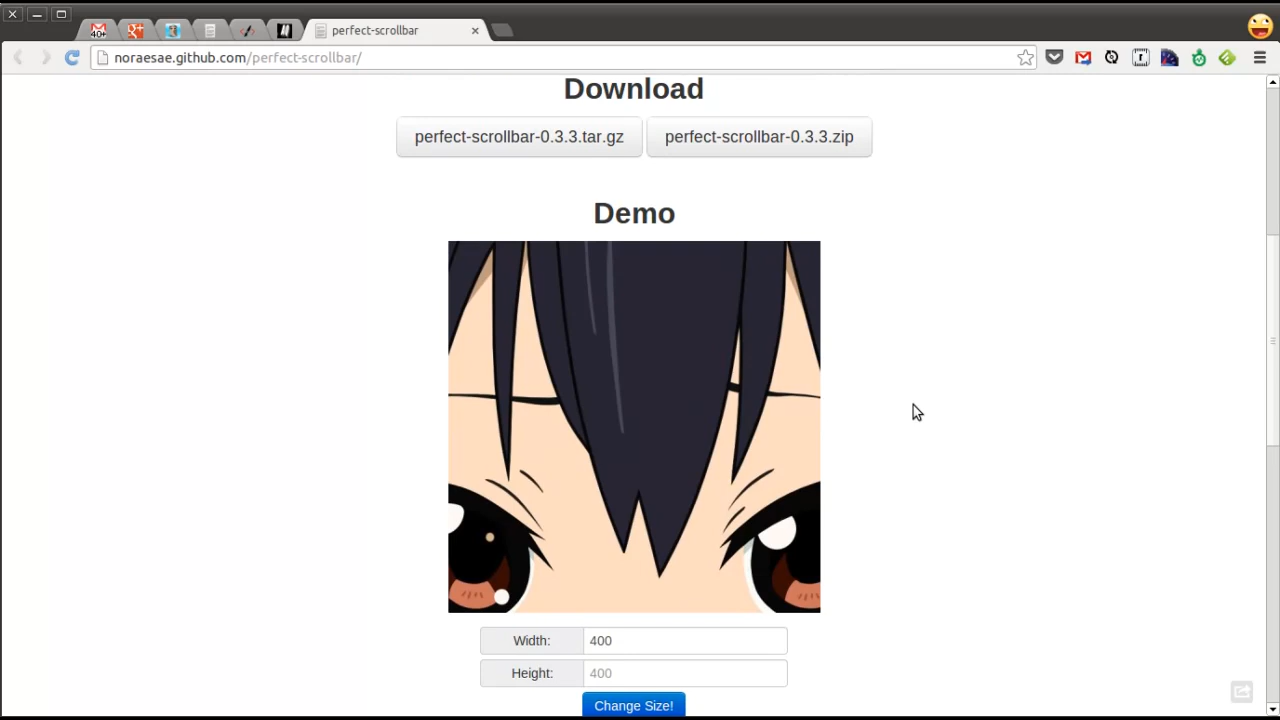 perfect-scrollbar
40+
noraesae.github.com/perfect-scrollbar/
Download
perfect-scrollbar-0.3.3.tar.gz
perfect-scrollbar-0.3.3.zip
Demo
Width:
400
Height:
400
Change Size!